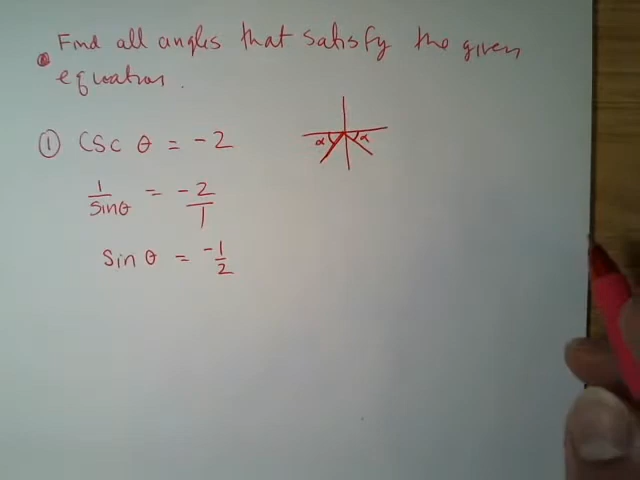 Find all angles that satisfy the given
equation.
① CSC θ = -2
α α
1/sinθ = -2/1
sin θ = -1/2